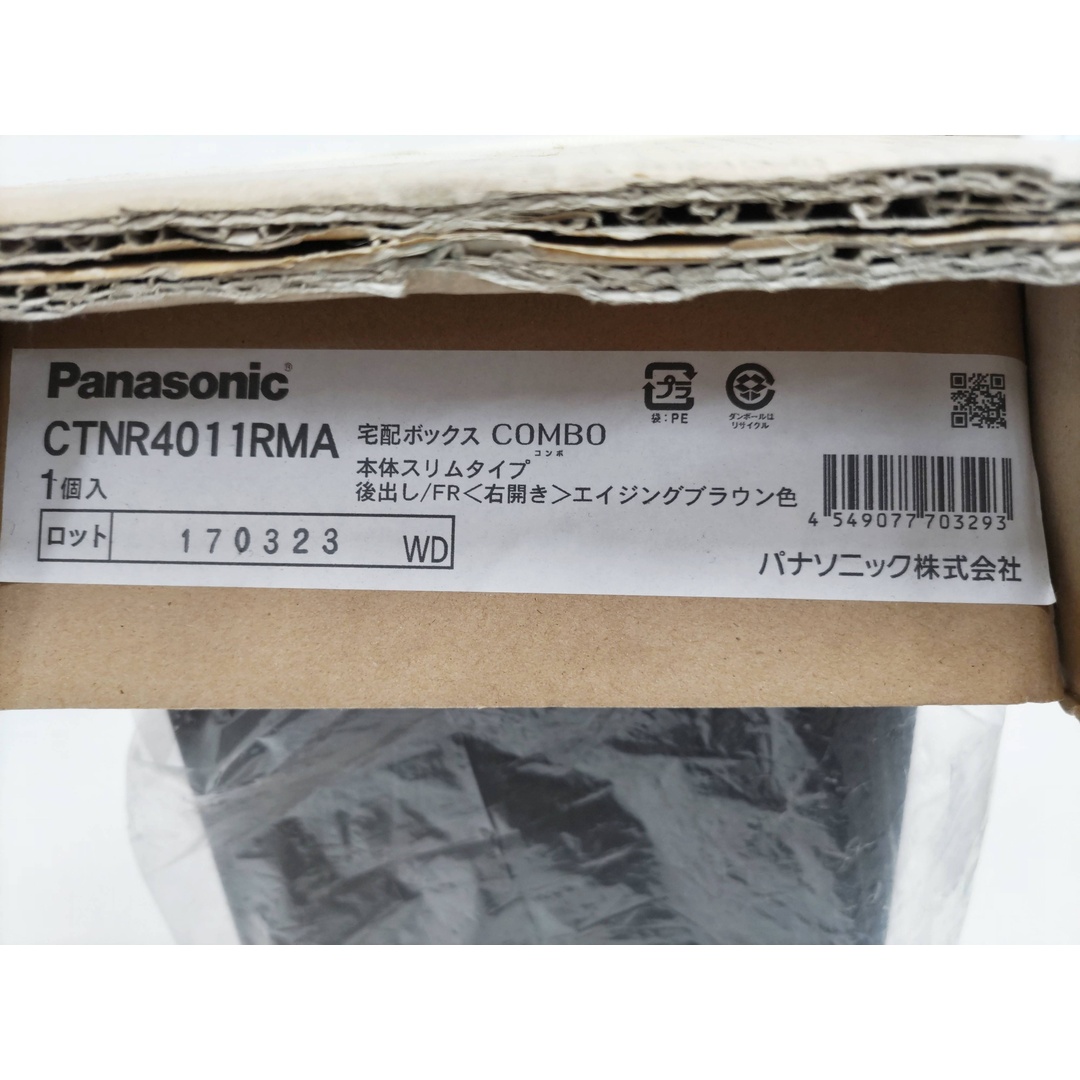 Panasonic®
CTNR4011RMA
1個入
ロット 170323 WD
宅配ボックス COMBO
コンボ
本体スリムタイプ
後出し/FR<右開き>エイジングブラウン色
プラ
袋:PE
ダンボールは
リサイクル
4 549077 703293
パナソニック株式会社